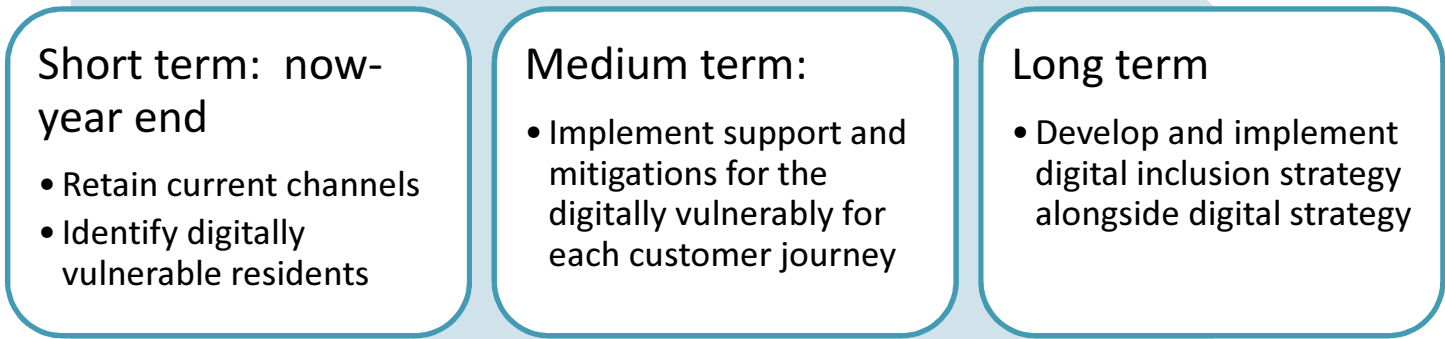 Short term:  now-
year end
• Retain current channels
• Identify digitally
vulnerable residents
Medium term:
• Implement support and
mitigations for the
digitally vulnerably for
each customer journey
Long term
• Develop and implement
digital inclusion strategy
alongside digital strategy